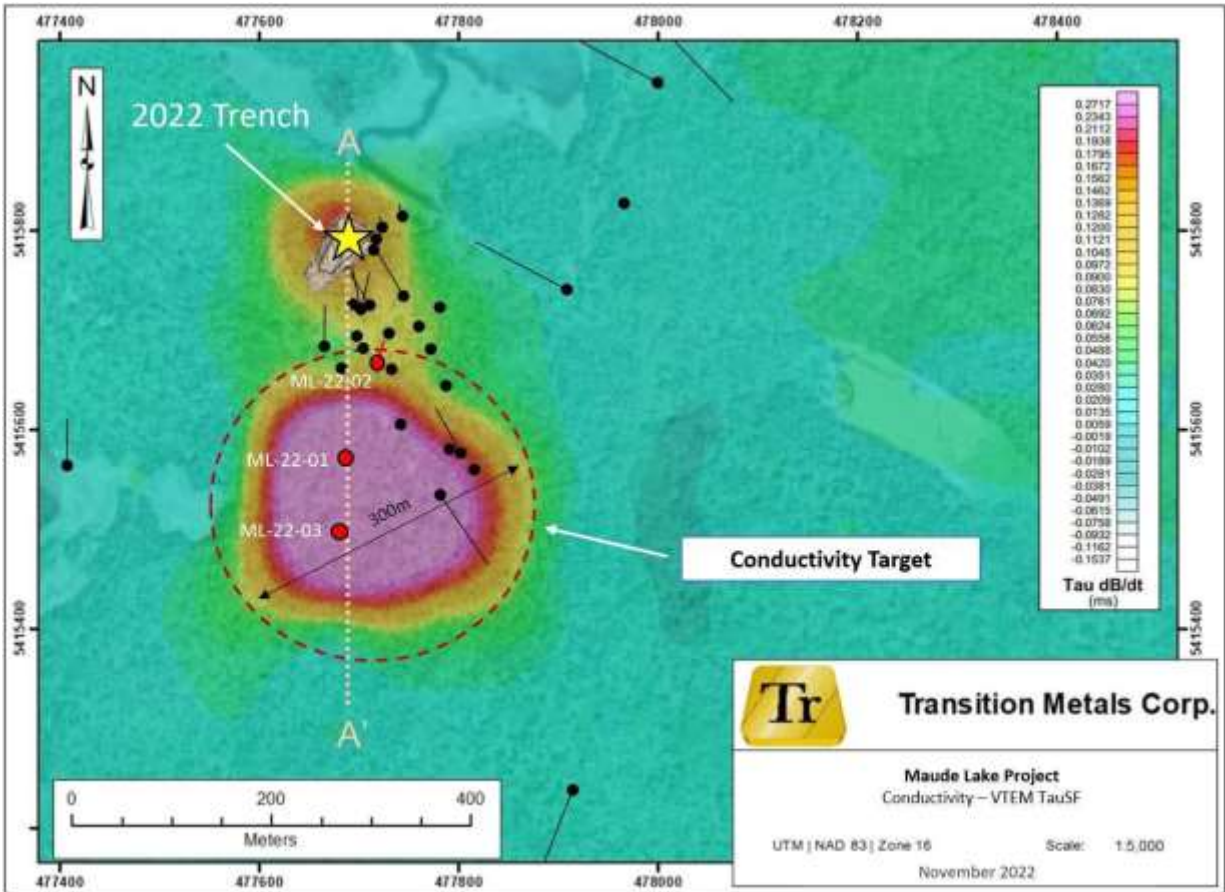 477400 477600 477800 478000 478200 478400
N
2022 Trench
A
5415800
5415800
ML-22-02
5415600
5415600
ML-22-01
300m
ML-22-03
Conductivity Target
5415400
5415400
A'
0.2717
0.2343
0.2112
0.1938
0.1795
0.1672
0.1562
0.1462
0.1369
0.1282
0.1200
0.1121
0.1045
0.0972
0.0900
0.0830
0.0761
0.0692
0.0624
0.0556
0.0488
0.0420
0.0351
0.0280
0.0209
0.0135
0.0059
-0.0019
-0.0102
-0.0189
-0.0281
-0.0381
-0.0491
-0.0615
-0.0758
-0.0932
-0.1162
-0.1537
Tau dB/dt
(ms)
0 200 400
Meters
Tr
Transition Metals Corp.
Maude Lake Project
Conductivity – VTEM TauSF
UTM | NAD 83 | Zone 16 Scale: 1:5,000
November 2022
477400 477600 477800 478000